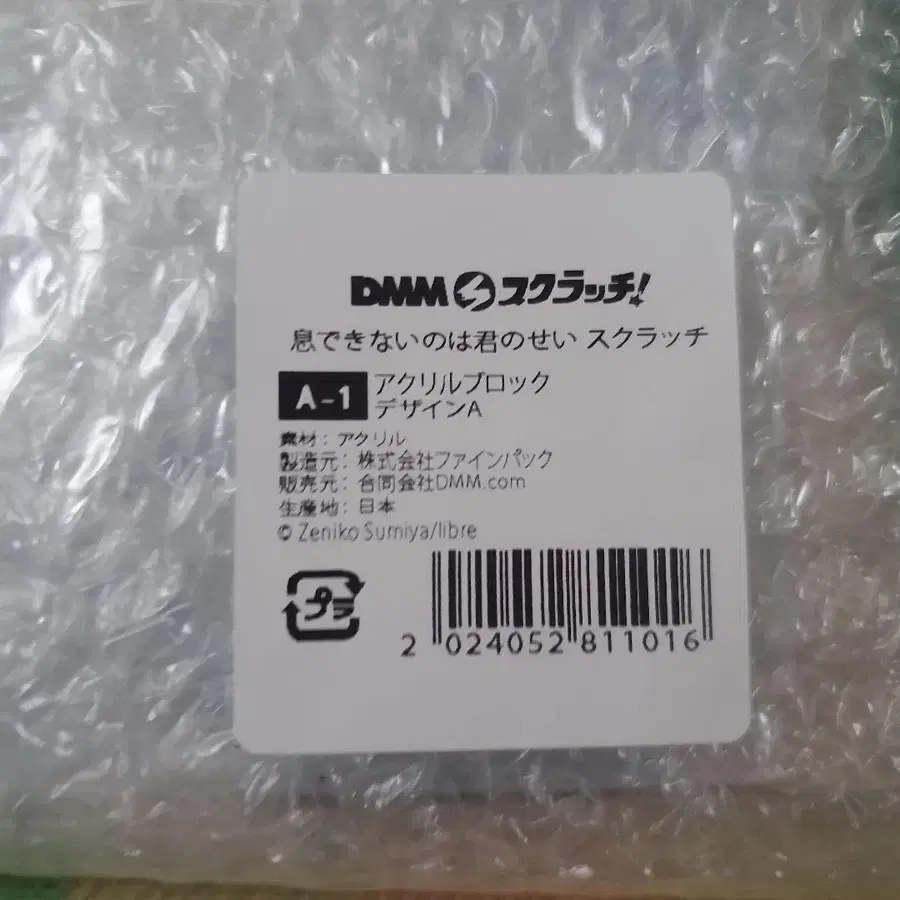 DMMスクラッチ!
息できないのは君のせい スクラッチ
A-1 アクリルブロック
デザインA
素材：アクリル
製造元：株式会社ファインパック
販売元：合同会社DMM.com
生産地：日本
© Zeniko Sumiya/libre
プラ
2 024052 811016